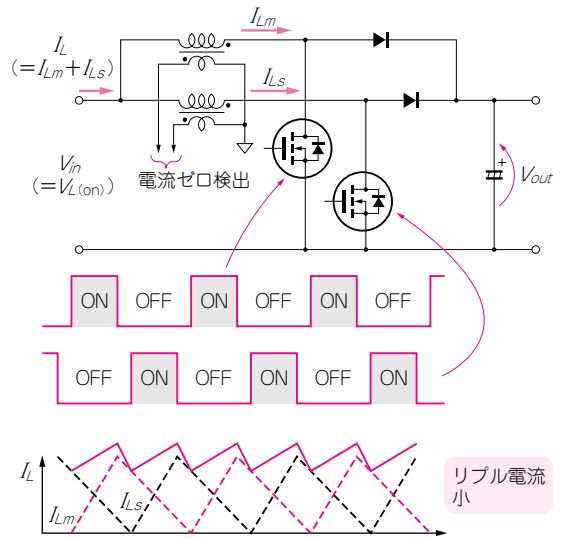 I_Lm
I_L
(=I_Lm+I_Ls)
I_Ls
V_in
(=V_L(on))
電流ゼロ検出
+
V_out
ON OFF ON OFF ON OFF
OFF ON OFF ON OFF ON
I_L
I_Lm
I_Ls
リプル電流
小